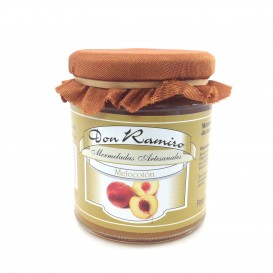 Don Ramiro
Mermeladas Artesanales
Melocotón